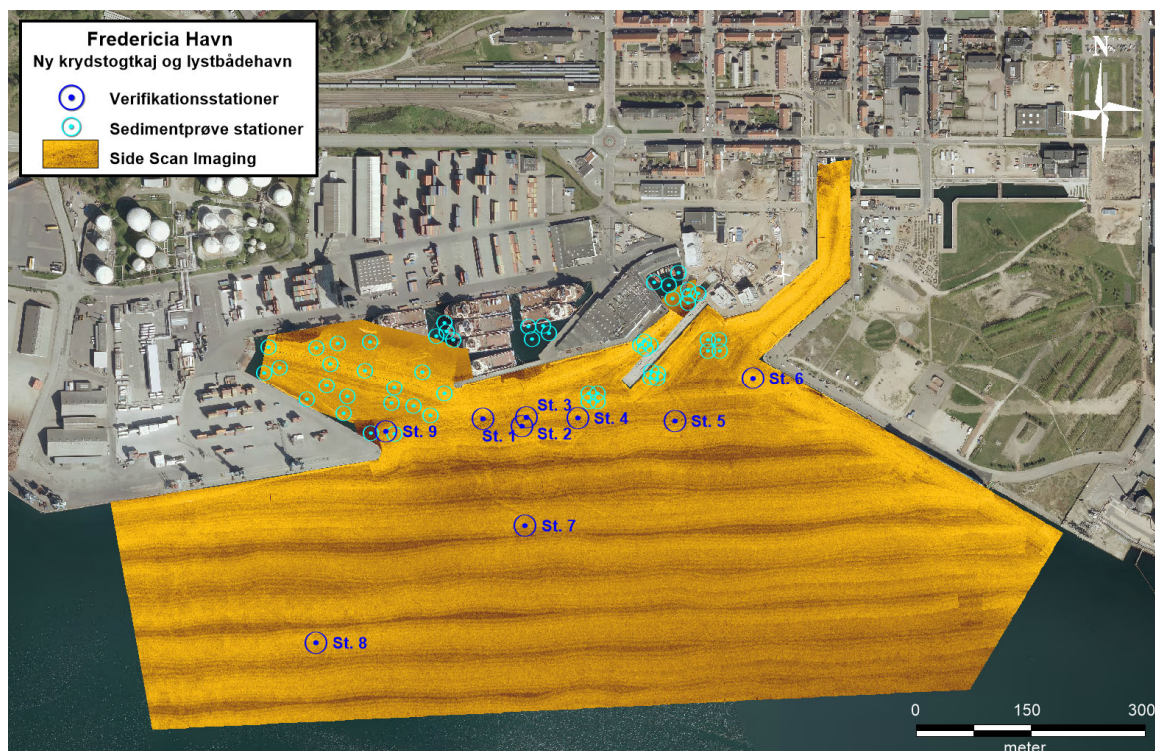 Fredericia Havn
Ny krydstogtkaj og lystbådehavn
Verifikationsstationer
Sedimentprøve stationer
Side Scan Imaging
N
St. 6
St. 3
St. 4
St. 5
St. 1
St. 2
St. 9
St. 7
St. 8
0 150 300
meter